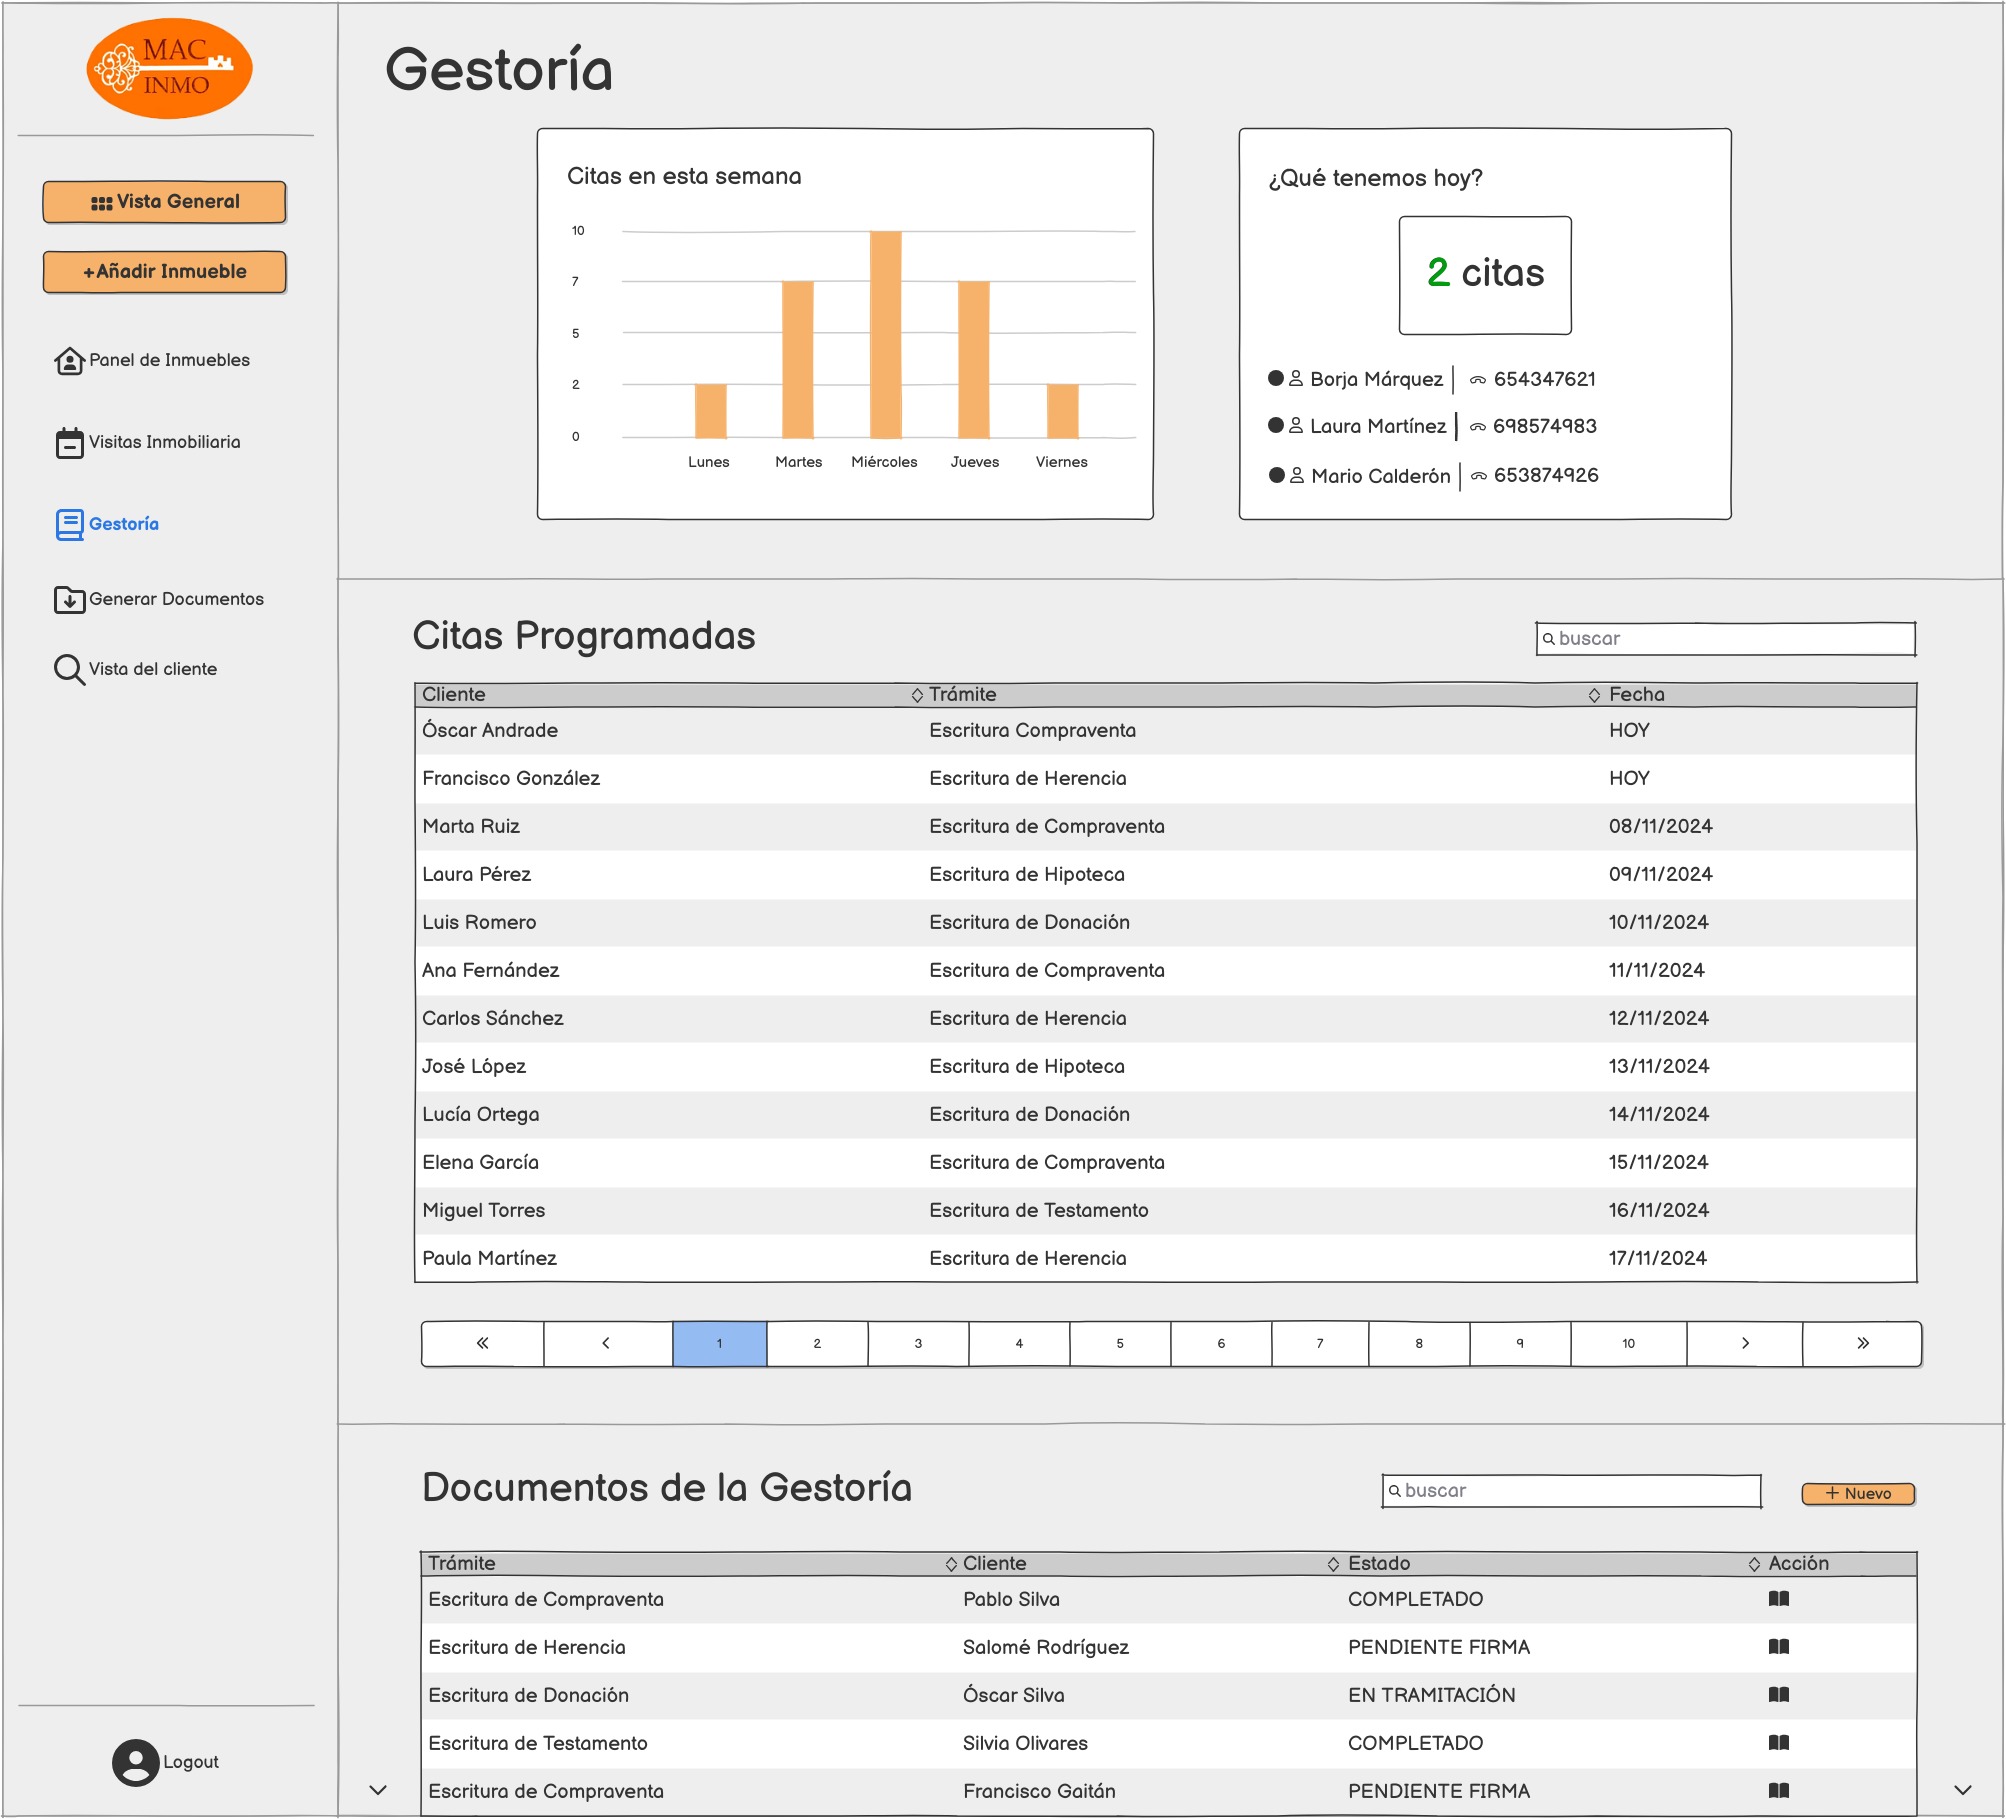 MAC
INMO
Vista General
+Añadir Inmueble
Panel de Inmuebles
Visitas Inmobiliaria
Gestoría
Generar Documentos
Vista del cliente
Logout
Gestoría
Citas en esta semana
10
7
5
2
0
Lunes Martes Miércoles Jueves Viernes
¿Qué tenemos hoy?
2 citas
Borja Márquez | 654347621
Laura Martínez | 698574983
Mario Calderón | 653874926
Citas Programadas
buscar
Cliente Trámite Fecha
Óscar Andrade Escritura Compraventa HOY
Francisco González Escritura de Herencia HOY
Marta Ruiz Escritura de Compraventa 08/11/2024
Laura Pérez Escritura de Hipoteca 09/11/2024
Luis Romero Escritura de Donación 10/11/2024
Ana Fernández Escritura de Compraventa 11/11/2024
Carlos Sánchez Escritura de Herencia 12/11/2024
José López Escritura de Hipoteca 13/11/2024
Lucía Ortega Escritura de Donación 14/11/2024
Elena García Escritura de Compraventa 15/11/2024
Miguel Torres Escritura de Testamento 16/11/2024
Paula Martínez Escritura de Herencia 17/11/2024
« < 1 2 3 4 5 6 7 8 9 10 > »
Documentos de la Gestoría
buscar
+ Nuevo
Trámite Cliente Estado Acción
Escritura de Compraventa Pablo Silva COMPLETADO
Escritura de Herencia Salomé Rodríguez PENDIENTE FIRMA
Escritura de Donación Óscar Silva EN TRAMITACIÓN
Escritura de Testamento Silvia Olivares COMPLETADO
Escritura de Compraventa Francisco Gaitán PENDIENTE FIRMA